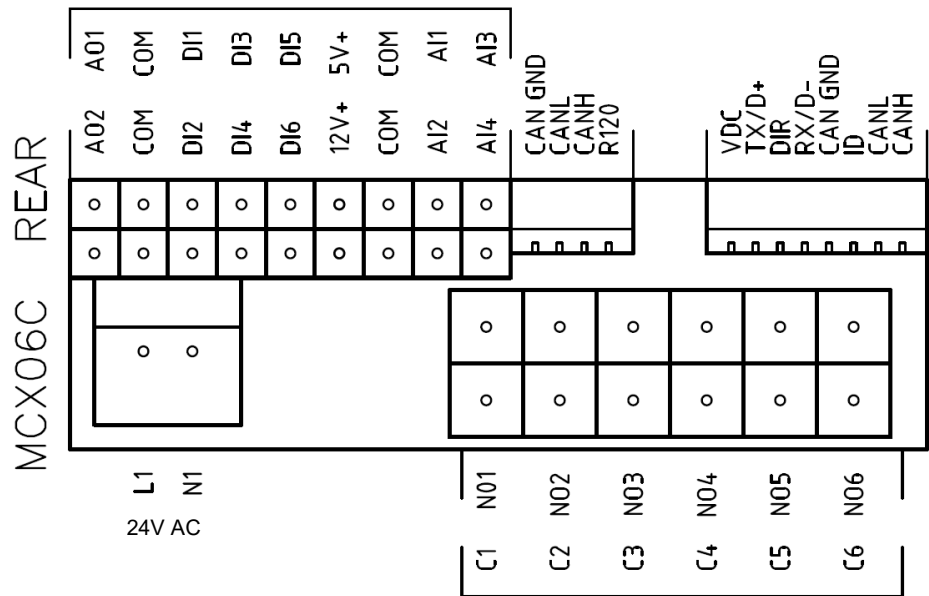 AO1 COM DI1 DI3 DI5 5V+ COM AI1 AI3
AO2 COM DI2 DI4 DI6 12V+ COM AI2 AI4
CAN GND
CANL
CANH
R120
VDC
TX/D+
DIR
RX/D-
CAN GND
ID
CANL
CANH
REAR
MCX06C
L1 N1
24V AC
NO1 NO2 NO3 NO4 NO5 NO6
C1 C2 C3 C4 C5 C6